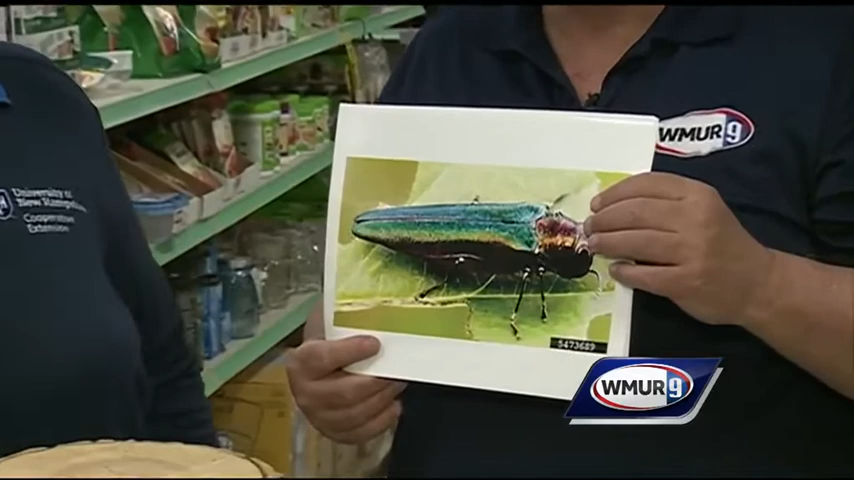 WMUR 9
University of
New Hampshire
Cooperative
Extension
5473689
WMUR 9